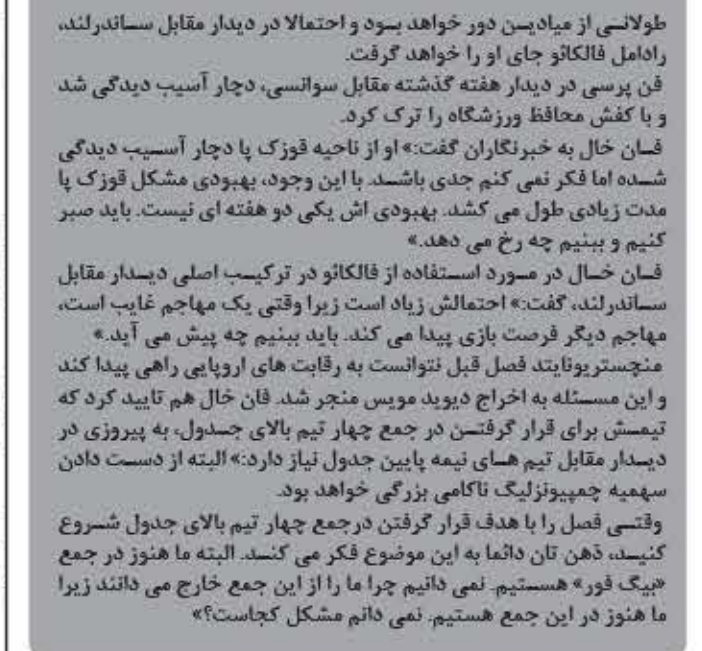 طولانی از میادین دور خواهد بود و احتمالا در دیدار مقابل ساندرلند،
رادامل فالکائو جای او را خواهد گرفت.
فن پرسی در دیدار هفته گذشته مقابل سوانسی، دچار آسیب دیدگی شد
و با کفش محافظ ورزشگاه را ترک کرد.
فان خال به خبرنگاران گفت:» او از ناحیه قوزک پا دچار آسیب دیدگی
شده اما فکر نمی کنم جدی باشد. با این وجود، بهبودی مشکل قوزک پا
مدت زیادی طول می کشد. بهبودی اش یکی دو هفته ای نیست. باید صبر
کنیم و ببینیم چه رخ می دهد.»
فان خال در مورد استفاده از فالکائو در ترکیب اصلی دیدار مقابل
ساندرلند، گفت:» احتمالش زیاد است زیرا وقتی یک مهاجم غایب است،
مهاجم دیگر فرصت بازی پیدا می کند. باید ببینیم چه پیش می آید.»
منچستریونایتد فصل قبل نتوانست به رقابت های اروپایی راهی پیدا کند
و این مسئله به اخراج دیوید مویس منجر شد. فان خال هم تایید کرد که
تیمش برای قرار گرفتن در جمع چهار تیم بالای جدول، به پیروزی در
دیدار مقابل تیم های نیمه پایین جدول نیاز دارد:» البته از دست دادن
سهمیه چمپیونزلیگ ناکامی بزرگی خواهد بود.
وقتی فصل را با هدف قرار گرفتن درجمع چهار تیم بالای جدول شروع
کنید، ذهن تان دائما به این موضوع فکر می کنند. البته ما هنوز در جمع
«بیگ فور» هستیم. نمی دانیم چرا ما را از این جمع خارج می دانند زیرا
ما هنوز در این جمع هستیم. نمی دانم مشکل کجاست؟»